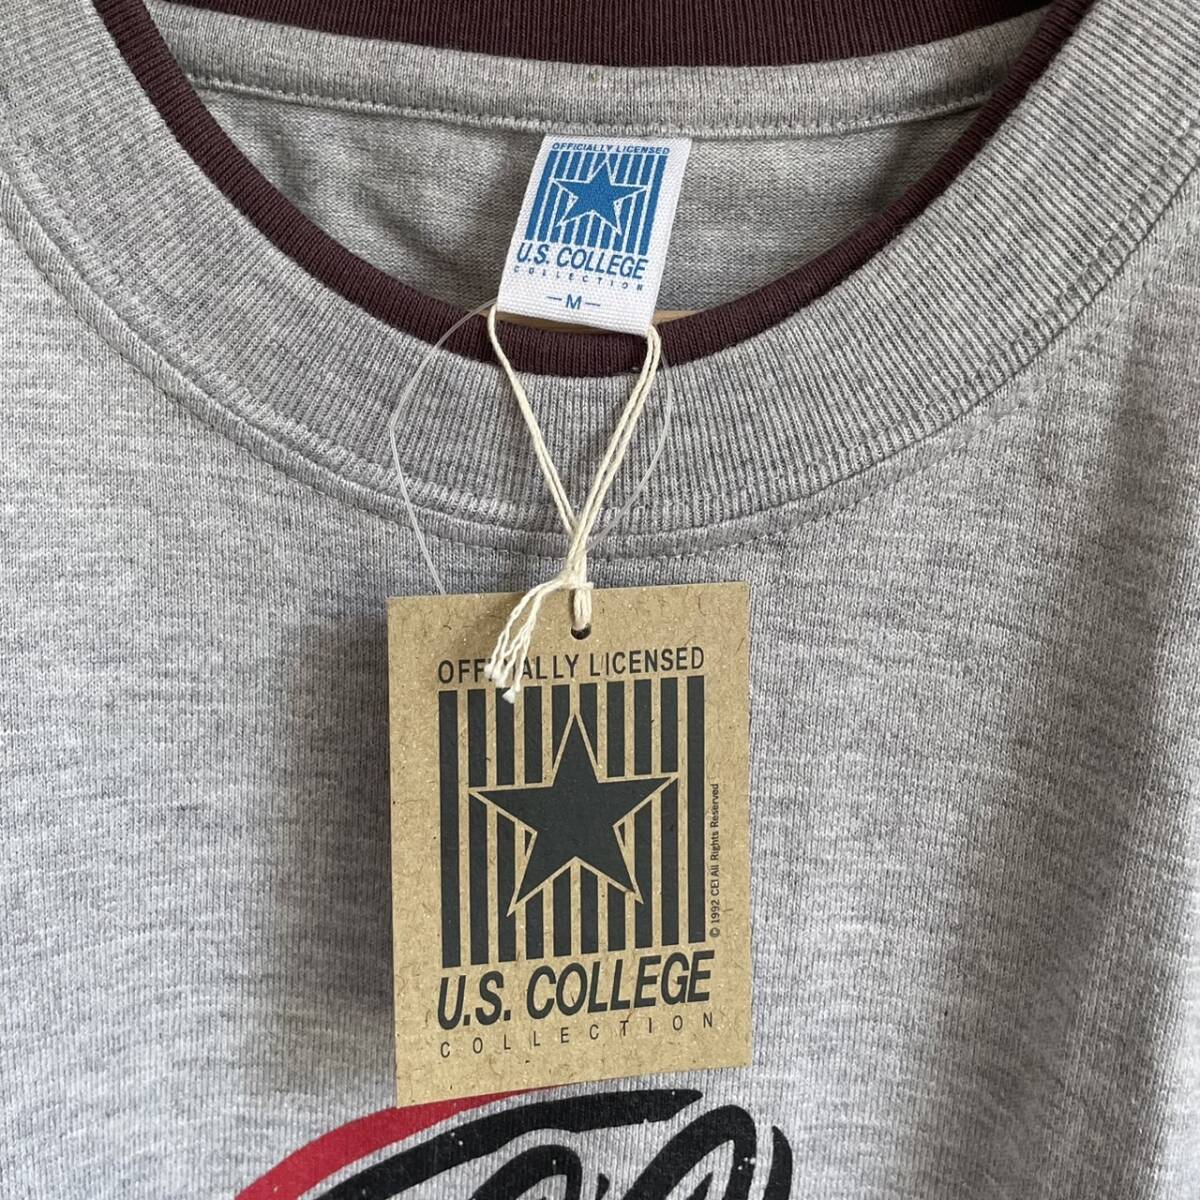 OFFICIALLY LICENSED
U.S. COLLEGE
COLLECTION
-M-
OFFICIALLY LICENSED
© 1992 CEI All Rights Reserved
U.S. COLLEGE
COLLECTION